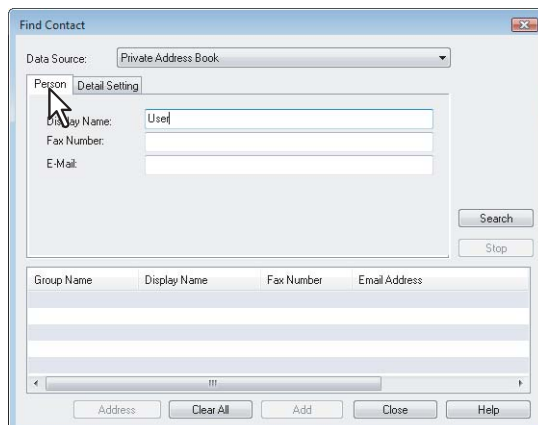 Find Contact
Data Source: Private Address Book
Person Detail Setting
Display Name: User
Fax Number:
E-Mail:
Search
Stop
Group Name Display Name Fax Number Email Address
Address Clear All Add Close Help